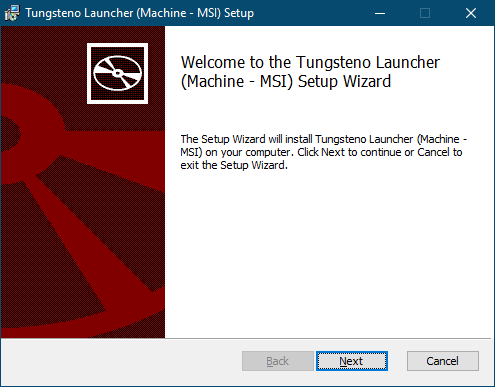 Tungsteno Launcher (Machine - MSI) Setup
Welcome to the Tungsteno Launcher
(Machine - MSI) Setup Wizard
The Setup Wizard will install Tungsteno Launcher (Machine -
MSI) on your computer. Click Next to continue or Cancel to
exit the Setup Wizard.
Back Next Cancel